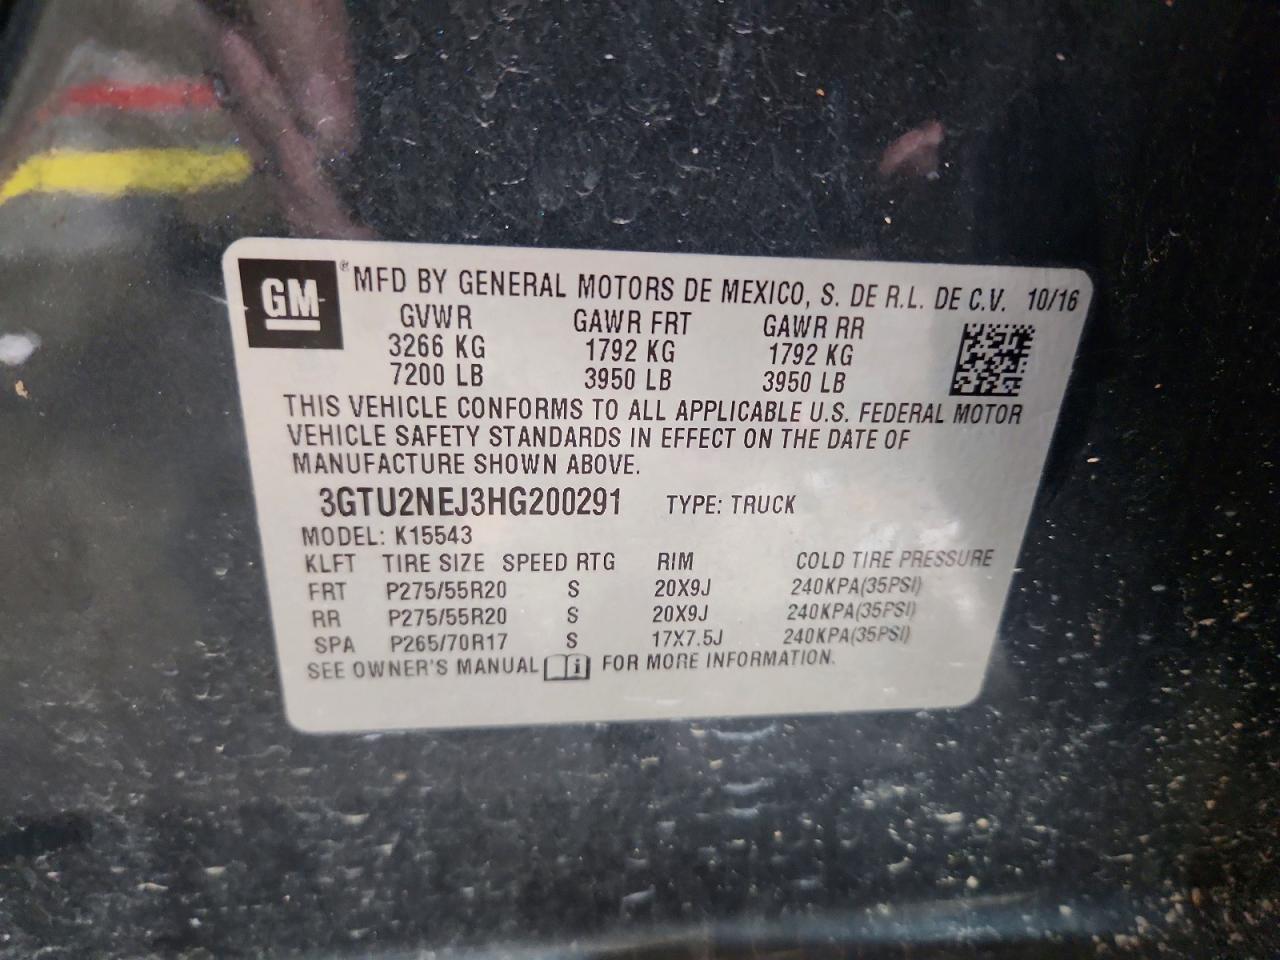 GM ® MFD BY GENERAL MOTORS DE MEXICO, S. DE R.L. DE C.V. 10/16
GVWR GAWR FRT GAWR RR
3266 KG 1792 KG 1792 KG
7200 LB 3950 LB 3950 LB
THIS VEHICLE CONFORMS TO ALL APPLICABLE U.S. FEDERAL MOTOR
VEHICLE SAFETY STANDARDS IN EFFECT ON THE DATE OF
MANUFACTURE SHOWN ABOVE.
3GTU2NEJ3HG200291 TYPE: TRUCK
MODEL: K15543
KLFT TIRE SIZE SPEED RTG RIM COLD TIRE PRESSURE
FRT P275/55R20 S 20X9J 240KPA(35PSI)
RR P275/55R20 S 20X9J 240KPA(35PSI)
SPA P265/70R17 S 17X7.5J 240KPA(35PSI)
SEE OWNER'S MANUAL i FOR MORE INFORMATION.